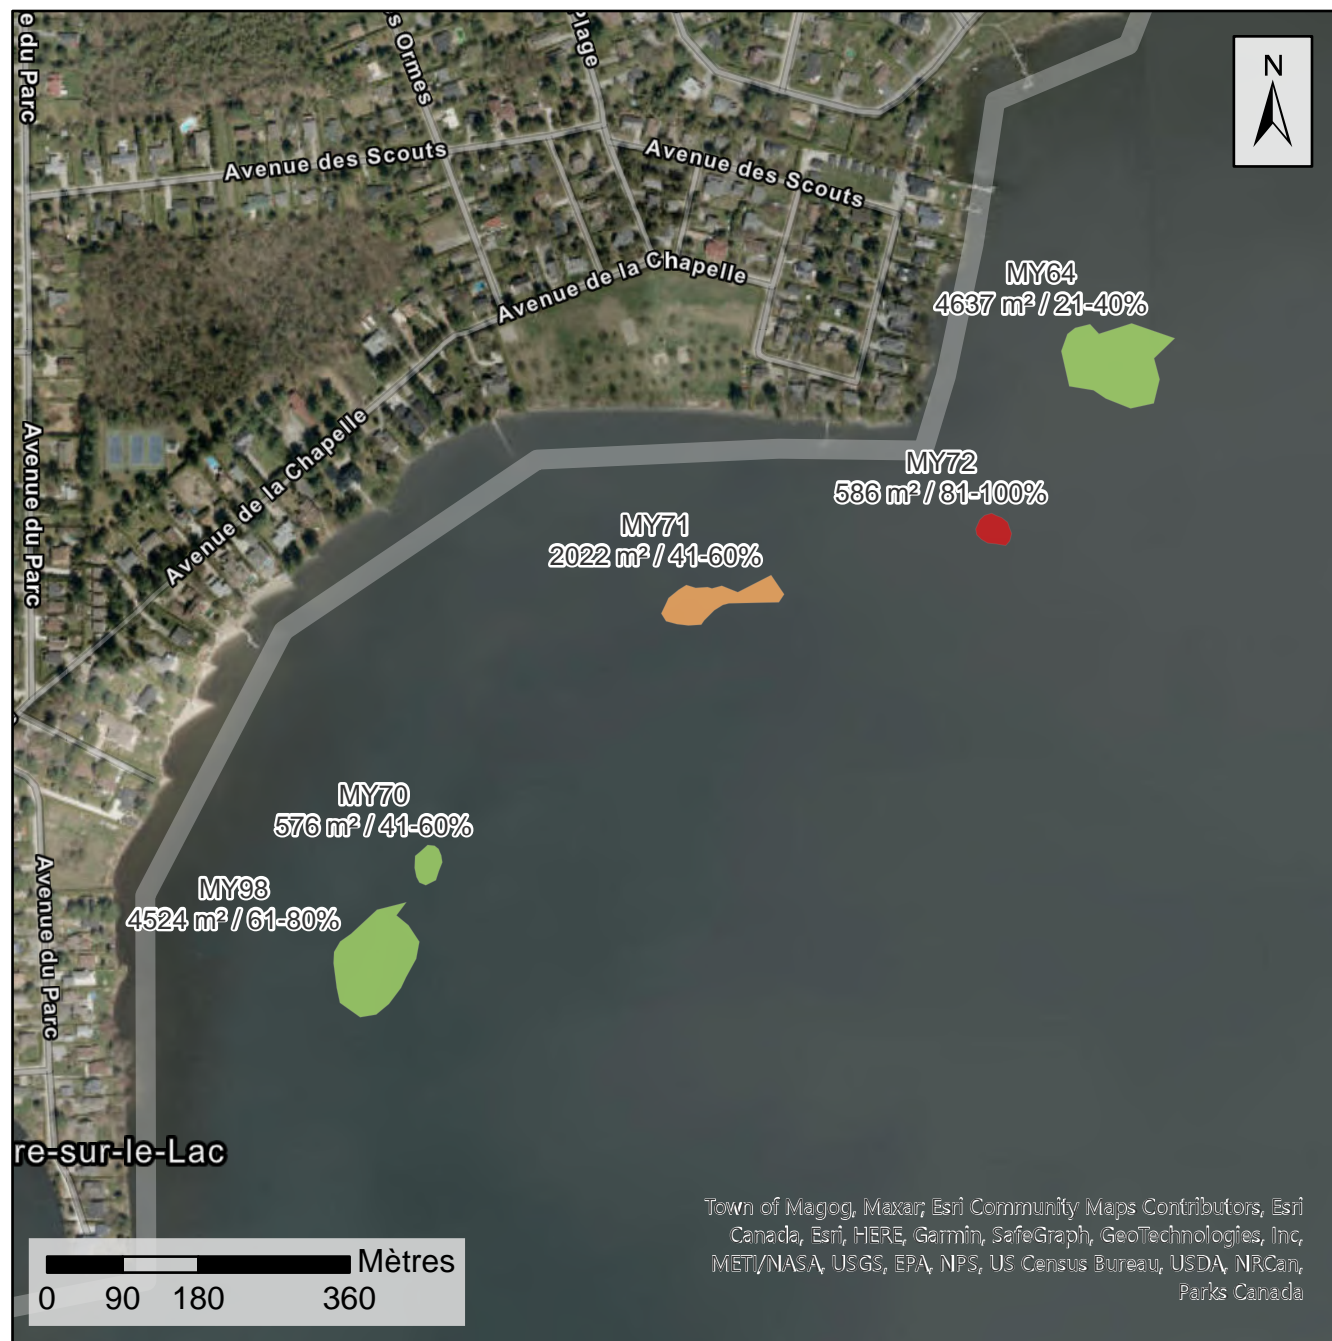 e du Parc
s Ormes
Plage
N
Avenue des Scouts
Avenue des Scouts
Avenue de la Chapelle
MY64
4637 m² / 21-40%
Avenue de la Chapelle
Avenue du Parc
MY72
586 m² / 81-100%
MY71
2022 m² / 41-60%
MY70
576 m² / 41-60%
MY98
4524 m² / 61-80%
Avenue du Parc
re-sur-le-Lac
Town of Magog, Maxar, Esri Community Maps Contributors, Esri
Canada, Esri, HERE, Garmin, SafeGraph, GeoTechnologies, Inc,
METI/NASA, USGS, EPA, NPS, US Census Bureau, USDA, NRCan,
Parks Canada
Mètres
0 90 180 360